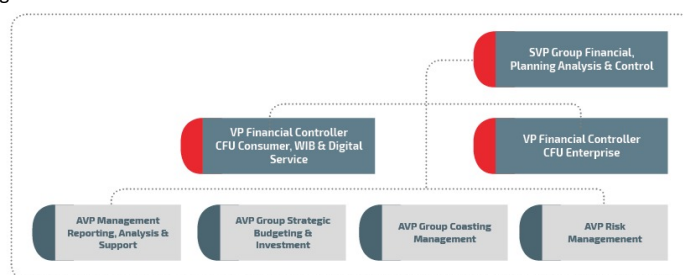 SVP Group Financial,
Planning Analysis & Control
VP Financial Controller
CFU Consumer, WIB & Digital
Service
VP Financial Controller
CFU Enterprise
AVP Management
Reporting, Analysis &
Support
AVP Group Strategic
Budgeting &
Investment
AVP Group Coasting
Management
AVP Risk
Managemenent